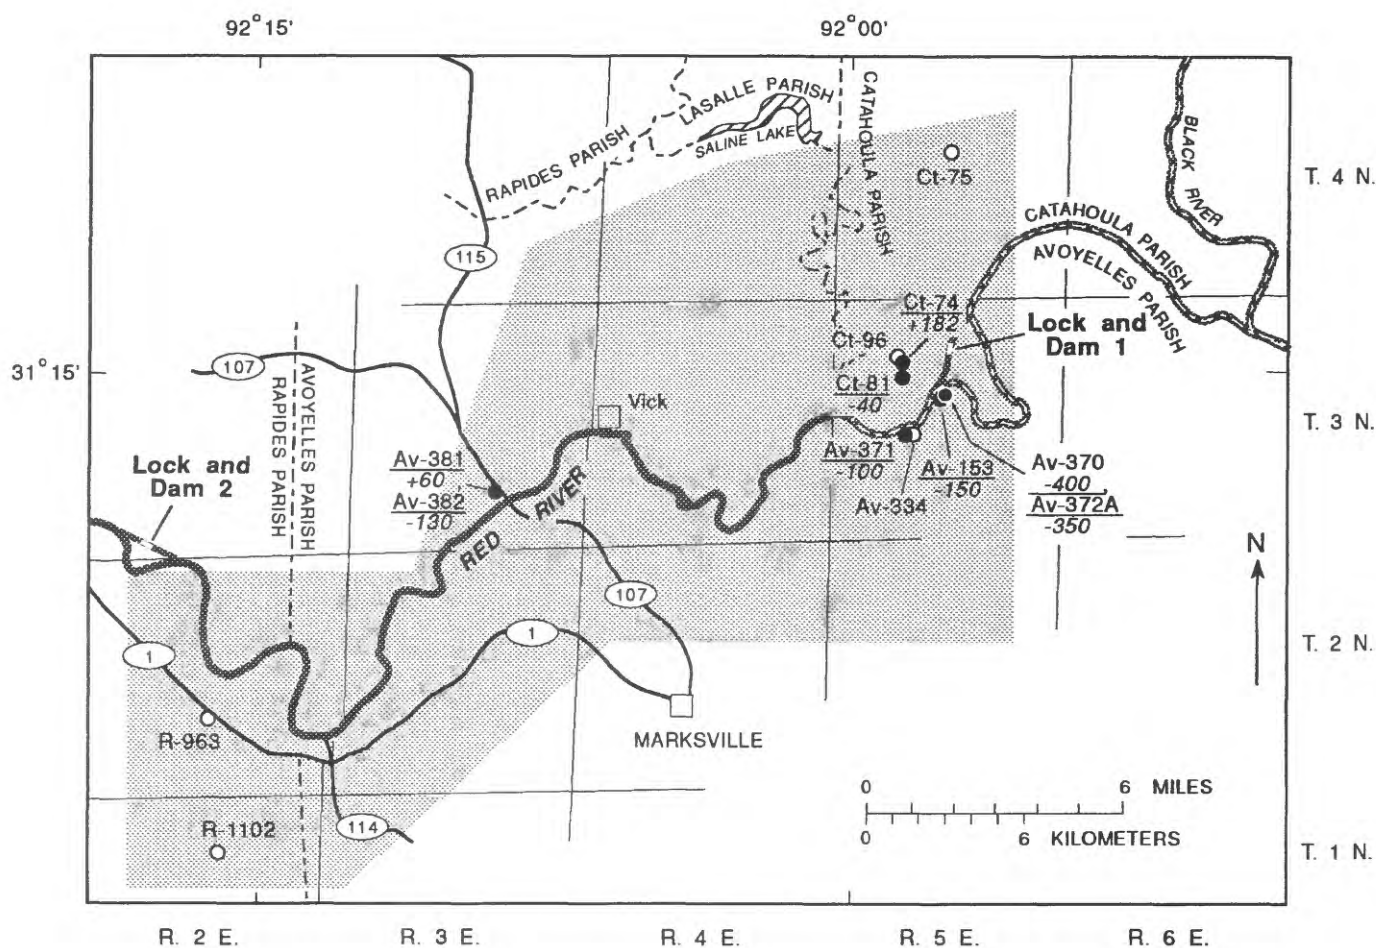 92°15'
92°00'
RAPIDES PARISH
LASALLE PARISH
SALINE LAKE
CATAHOULA PARISH
BLACK RIVER
Ct-75
T. 4 N.
115
CATAHOULA PARISH
AVOYELLES PARISH
Ct-74
+182
Lock and
Dam 1
Ct-96
31°15'
107
Ct-81
-40
AVOYELLES PARISH
RAPIDES PARISH
Vick
T. 3 N.
Lock and
Dam 2
Av-381
+60
Av-382
-130
RED RIVER
Av-371
-100
Av-334
Av-153
-150
Av-370
-400
Av-372A
-350
N
107
1
1
T. 2 N.
R-963
MARKSVILLE
0 6 MILES
0 6 KILOMETERS
R-1102
114
T. 1 N.
R. 2 E. R. 3 E. R. 4 E. R. 5 E. R. 6 E.